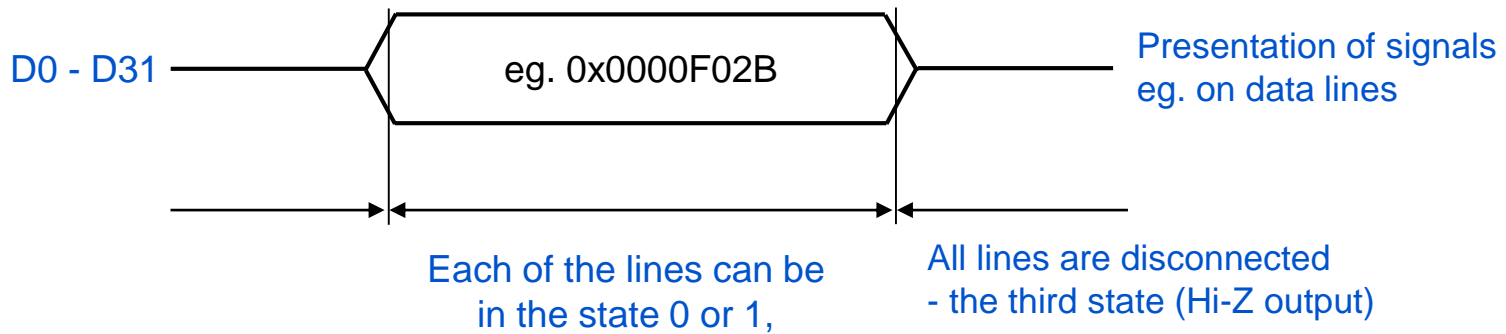 D0 - D31
eg. 0x0000F02B
Presentation of signals
eg. on data lines
Each of the lines can be
in the state 0 or 1,
All lines are disconnected
- the third state (Hi-Z output)